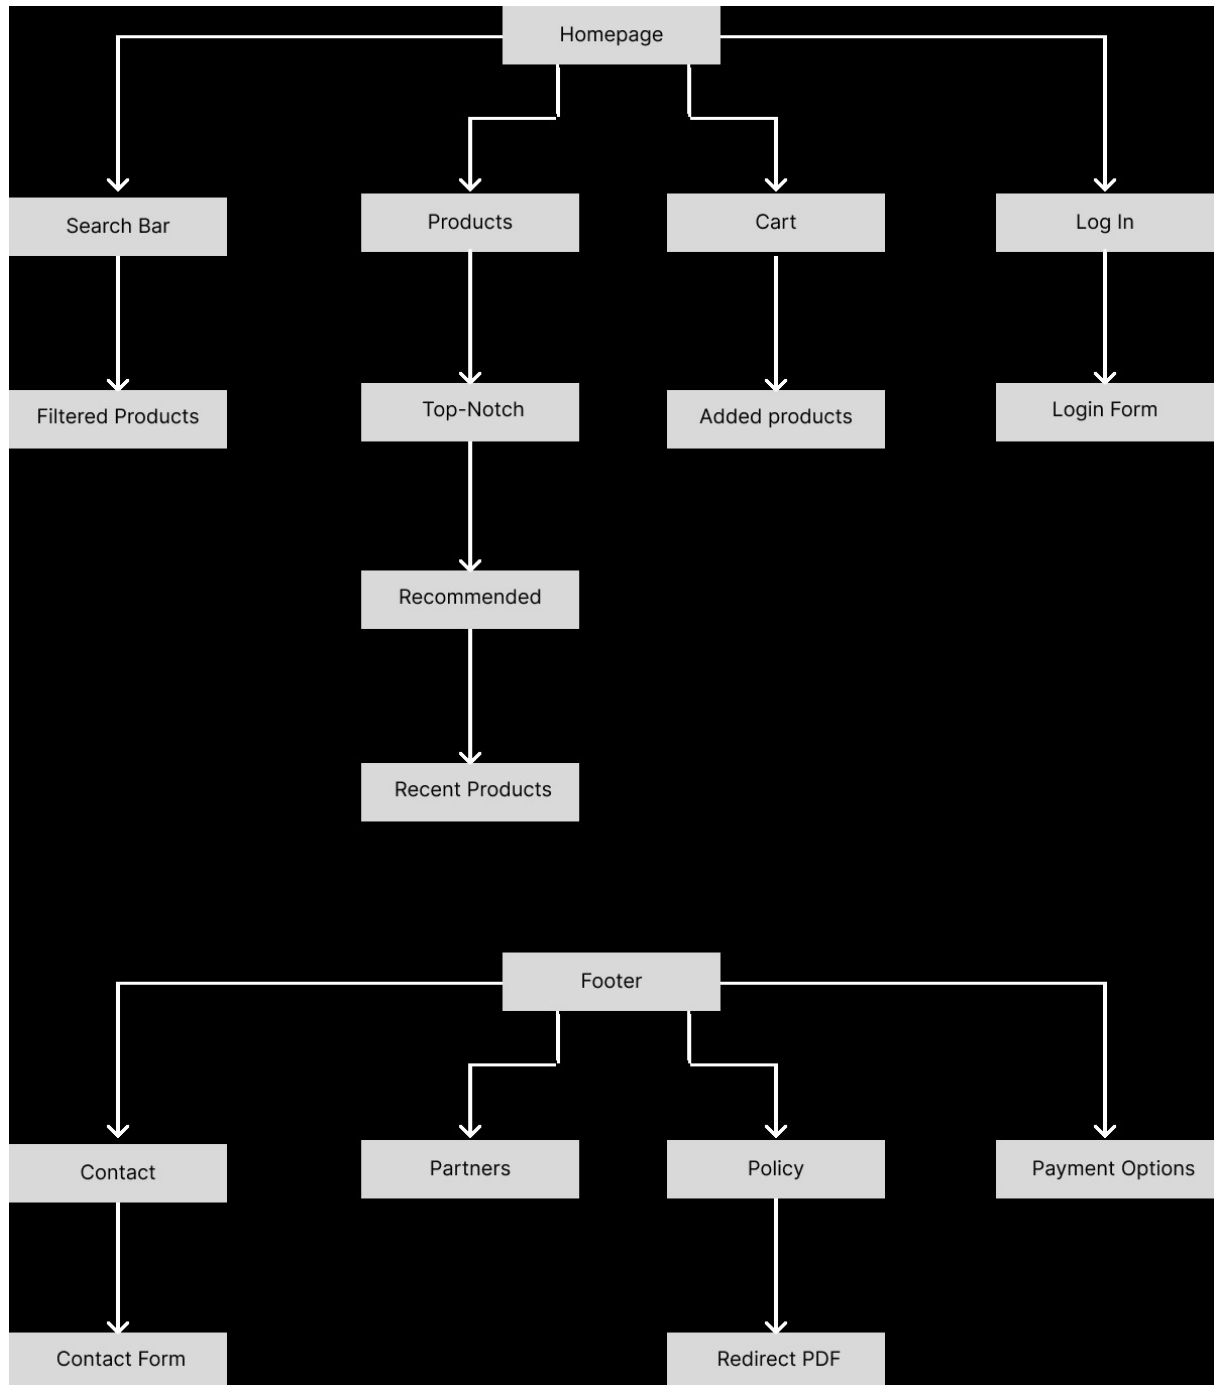 Homepage
Search Bar
Products
Cart
Log In
Filtered Products
Top-Notch
Added products
Login Form
Recommended
Recent Products
Footer
Contact
Partners
Policy
Payment Options
Contact Form
Redirect PDF